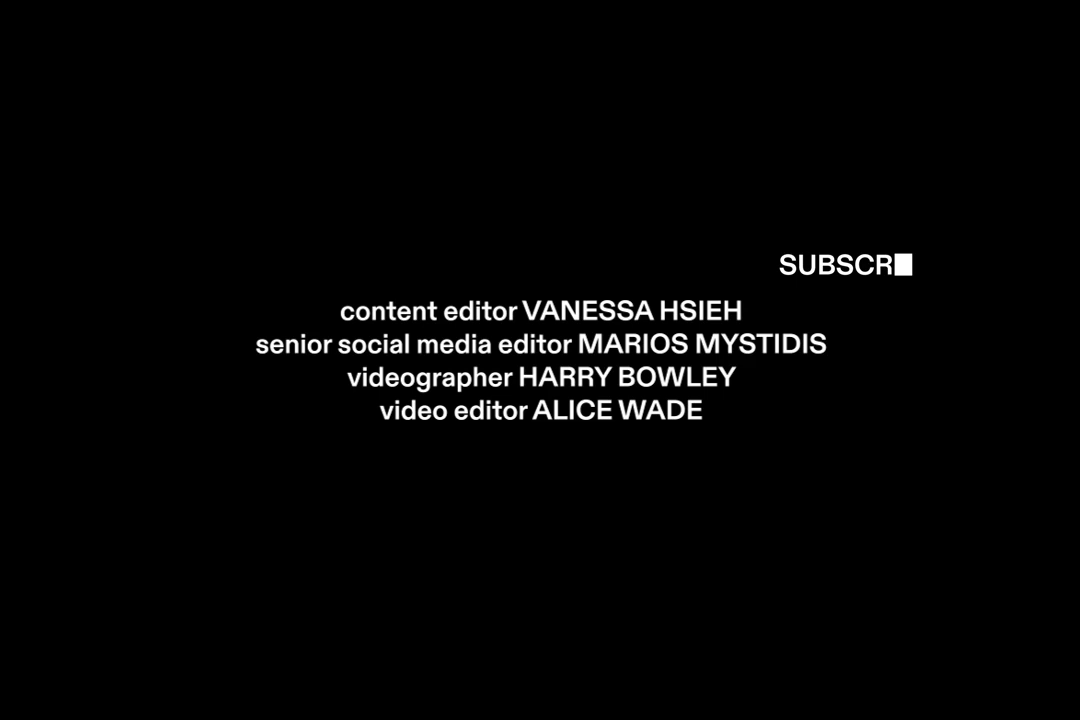 SUBSCR
content editor VANESSA HSIEH
senior social media editor MARIOS MYSTIDIS
videographer HARRY BOWLEY
video editor ALICE WADE